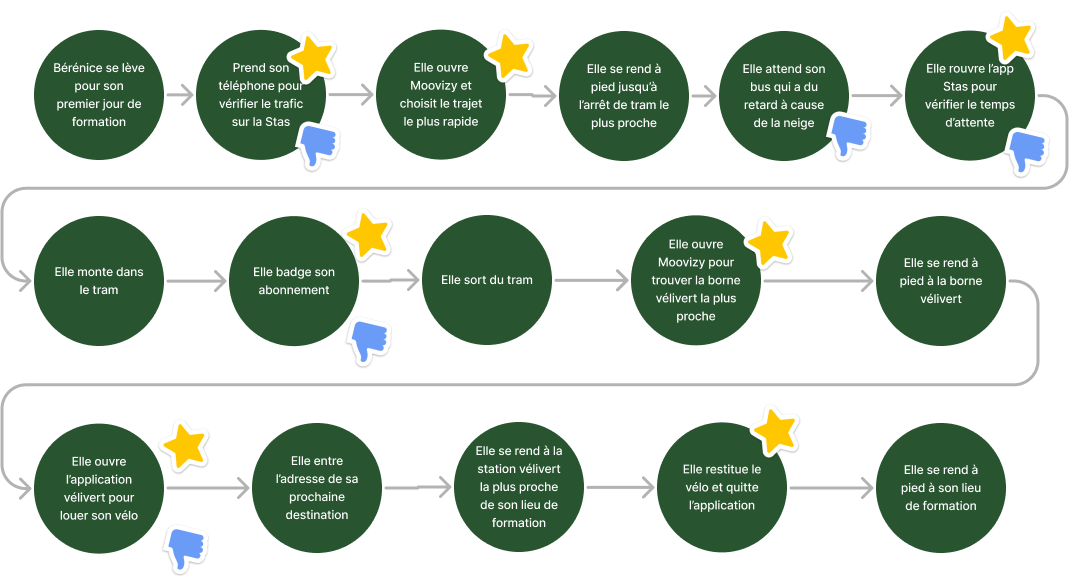 Bérénice se lève
pour son
premier jour de
formation
Prend son
téléphone pour
vérifier le trafic
sur la Stas
Elle ouvre
Moovizy et
choisit le trajet
le plus rapide
Elle se rend à
pied jusqu'à
l'arrêt de tram le
plus proche
Elle attend son
bus qui a du
retard à cause
de la neige
Elle rouvre l'app
Stas pour
vérifier le temps
d'attente
Elle monte dans
le tram
Elle badge son
abonnement
Elle sort du tram
Elle ouvre
Moovizy pour
trouver la borne
vélivert la plus
proche
Elle se rend à
pied à la borne
vélivert
Elle ouvre
l'application
vélivert pour
louer son vélo
Elle entre
l'adresse de sa
prochaine
destination
Elle se rend à la
station vélivert
la plus proche
de son lieu de
formation
Elle restitue le
vélo et quitte
l'application
Elle se rend à
pied à son lieu
de formation